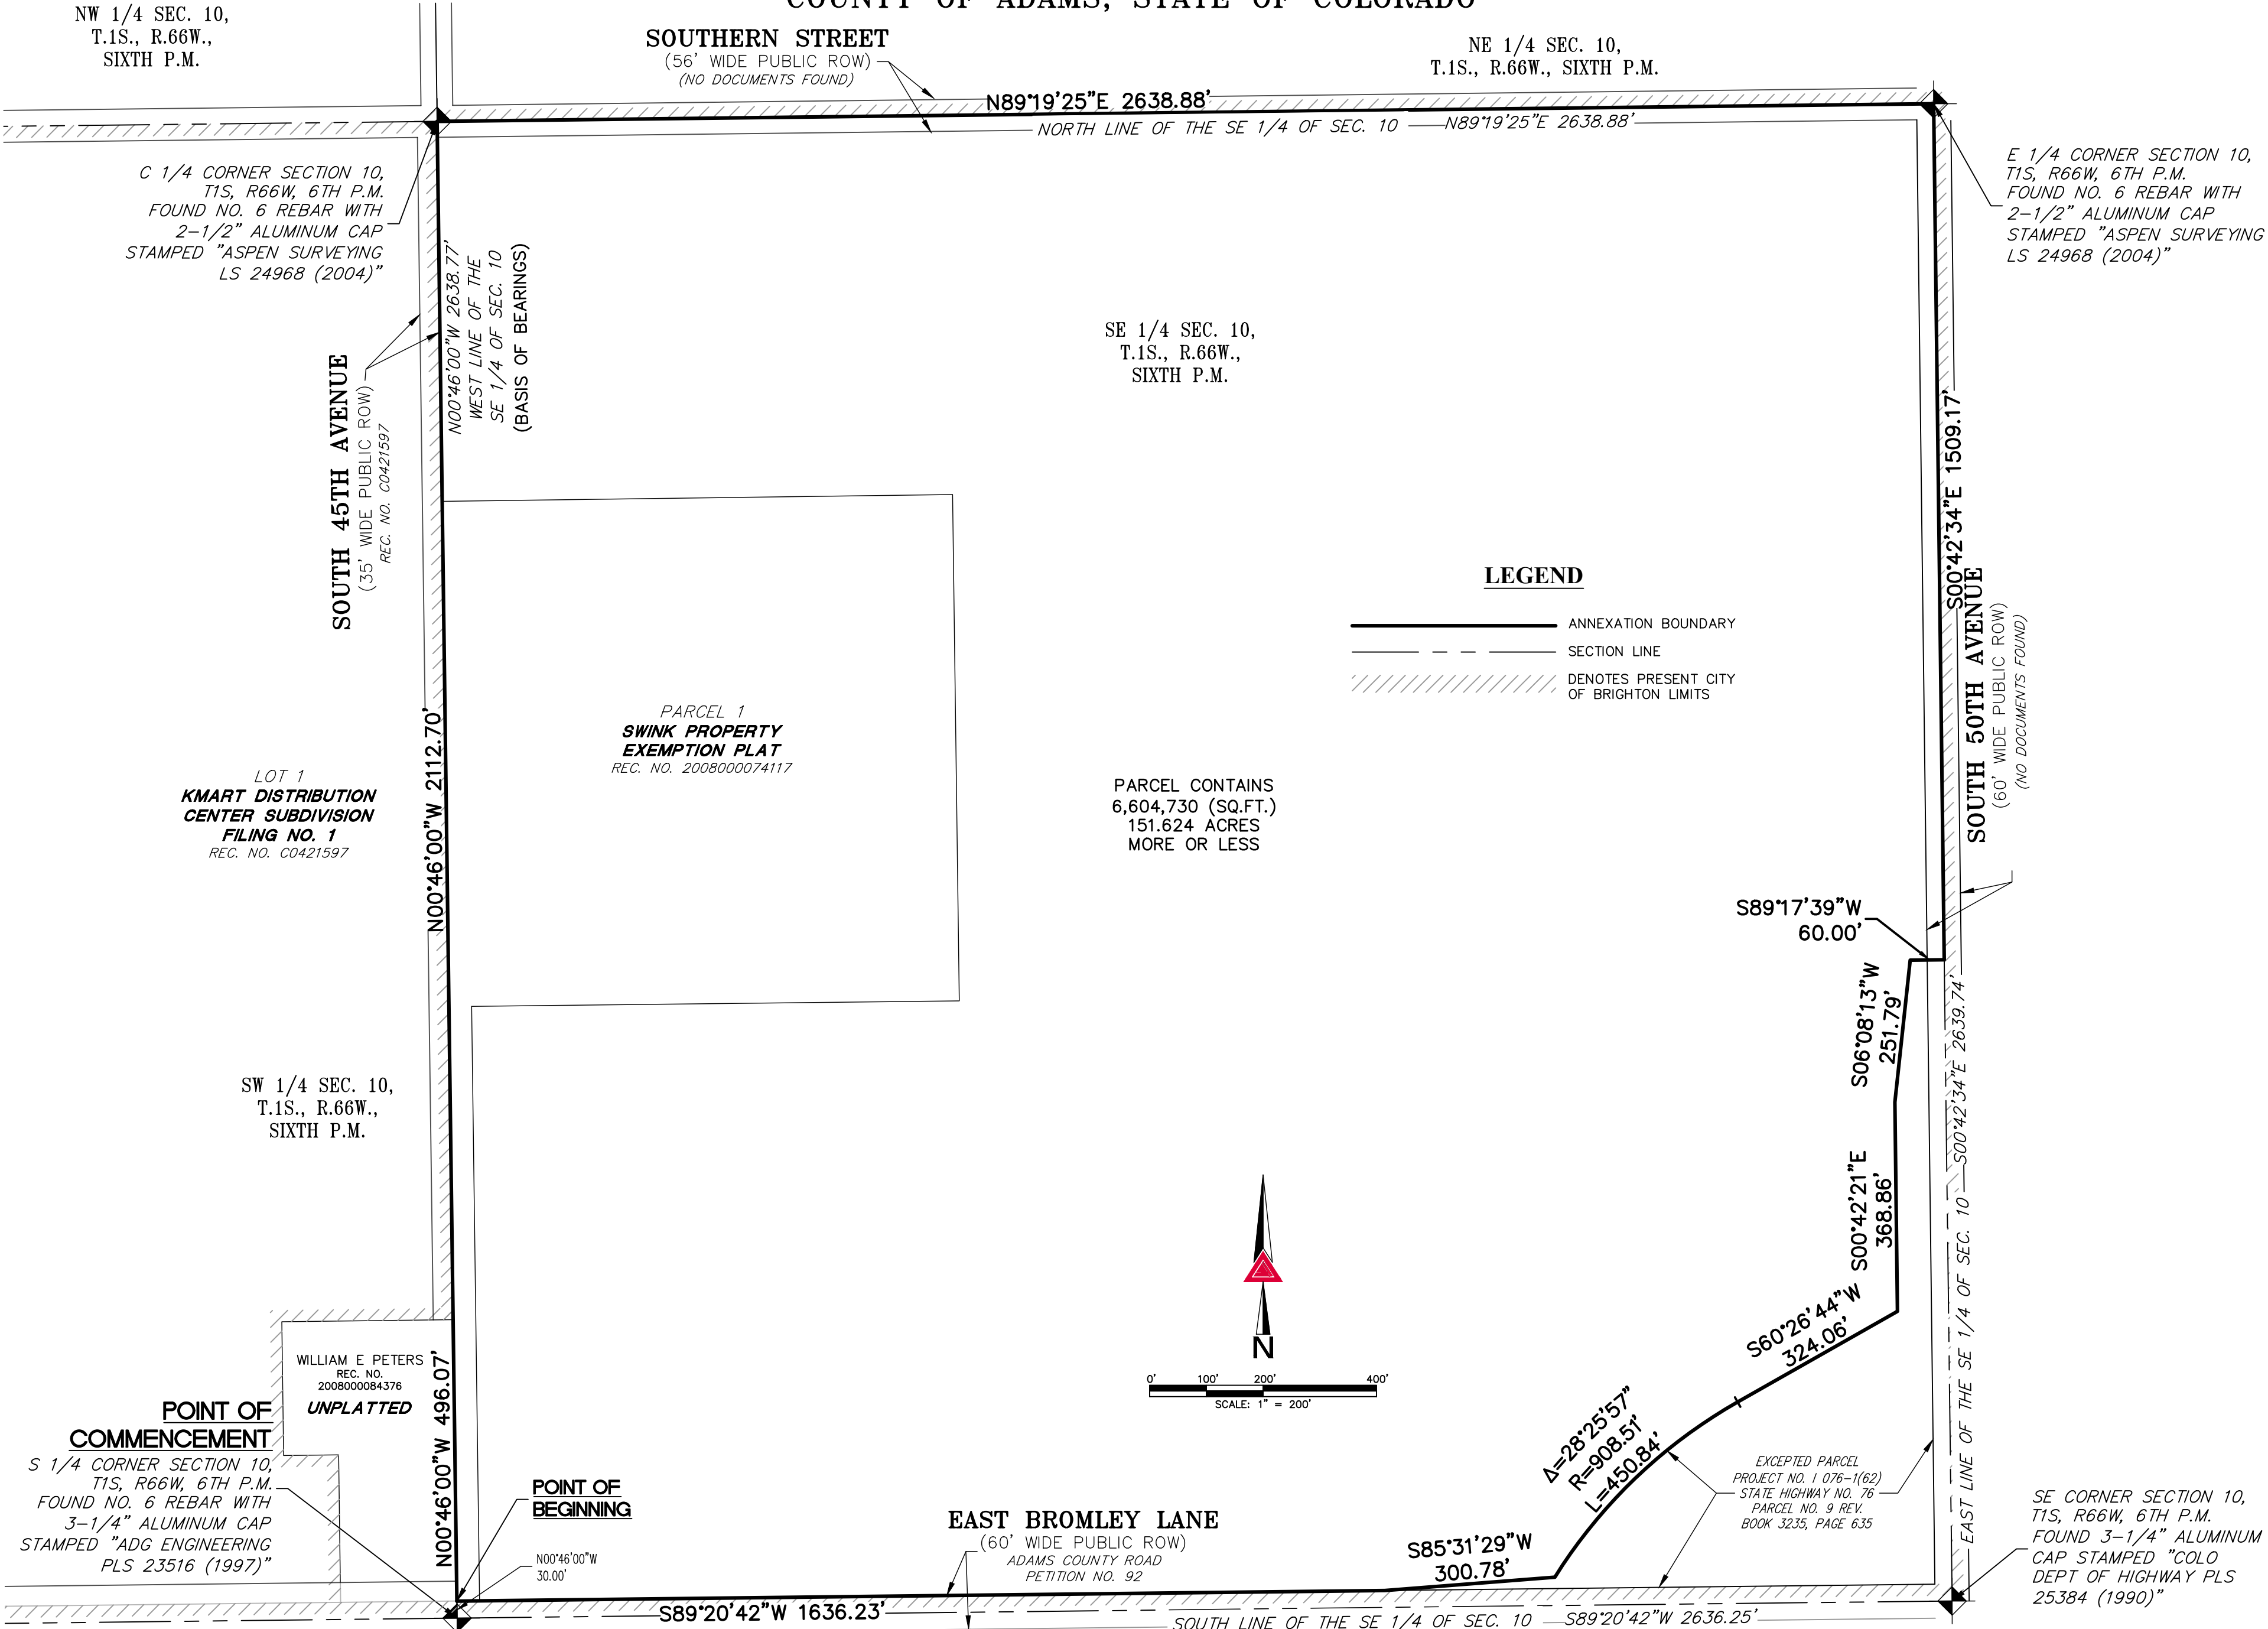 COUNTY OF ADAMS, STATE OF COLORADO
NW 1/4 SEC. 10,
T.1S., R.66W.,
SIXTH P.M.
SOUTHERN STREET
(56' WIDE PUBLIC ROW)
(NO DOCUMENTS FOUND)
NE 1/4 SEC. 10,
T.1S., R.66W., SIXTH P.M.
N89°19'25"E 2638.88'
NORTH LINE OF THE SE 1/4 OF SEC. 10
N89°19'25"E 2638.88'
C 1/4 CORNER SECTION 10,
T1S, R66W, 6TH P.M.
FOUND NO. 6 REBAR WITH
2-1/2" ALUMINUM CAP
STAMPED "ASPEN SURVEYING
LS 24968 (2004)"
E 1/4 CORNER SECTION 10,
T1S, R66W, 6TH P.M.
FOUND NO. 6 REBAR WITH
2-1/2" ALUMINUM CAP
STAMPED "ASPEN SURVEYING
LS 24968 (2004)"
N00°46'00"W 2638.77'
WEST LINE OF THE
SE 1/4 OF SEC. 10
(BASIS OF BEARINGS)
SOUTH 45TH AVENUE
(35' WIDE PUBLIC ROW)
REC. NO. C0421597
SE 1/4 SEC. 10,
T.1S., R.66W.,
SIXTH P.M.
S00°42'34"E 1509.17'
SOUTH 50TH AVENUE
(60' WIDE PUBLIC ROW)
(NO DOCUMENTS FOUND)
LEGEND
ANNEXATION BOUNDARY
SECTION LINE
DENOTES PRESENT CITY
OF BRIGHTON LIMITS
PARCEL 1
SWINK PROPERTY
EXEMPTION PLAT
REC. NO. 2008000074117
N00°46'00"W 2112.70'
LOT 1
KMART DISTRIBUTION
CENTER SUBDIVISION
FILING NO. 1
REC. NO. C0421597
PARCEL CONTAINS
6,604,730 (SQ.FT.)
151.624 ACRES
MORE OR LESS
S89°17'39"W
60.00'
S06°08'13"W
251.79'
S00°42'34"E 2639.74'
EAST LINE OF THE SE 1/4 OF SEC. 10
SW 1/4 SEC. 10,
T.1S., R.66W.,
SIXTH P.M.
S00°42'21"E
368.86'
S60°26'44"W
324.06'
N
0' 100' 200' 400'
SCALE: 1" = 200'
WILLIAM E PETERS
REC. NO.
2008000084376
UNPLATTED
N00°46'00"W 496.07'
POINT OF
COMMENCEMENT
S 1/4 CORNER SECTION 10,
T1S, R66W, 6TH P.M.
FOUND NO. 6 REBAR WITH
3-1/4" ALUMINUM CAP
STAMPED "ADG ENGINEERING
PLS 23516 (1997)"
POINT OF
BEGINNING
N00°46'00"W
30.00'
EAST BROMLEY LANE
(60' WIDE PUBLIC ROW)
ADAMS COUNTY ROAD
PETITION NO. 92
S85°31'29"W
300.78'
Δ=28°25'57"
R=908.51'
L=450.84'
EXCEPTED PARCEL
PROJECT NO. I 076-1(62)
STATE HIGHWAY NO. 76
PARCEL NO. 9 REV.
BOOK 3235, PAGE 635
SE CORNER SECTION 10,
T1S, R66W, 6TH P.M.
FOUND 3-1/4" ALUMINUM
CAP STAMPED "COLO
DEPT OF HIGHWAY PLS
25384 (1990)"
S89°20'42"W 1636.23'
SOUTH LINE OF THE SE 1/4 OF SEC. 10
S89°20'42"W 2636.25'